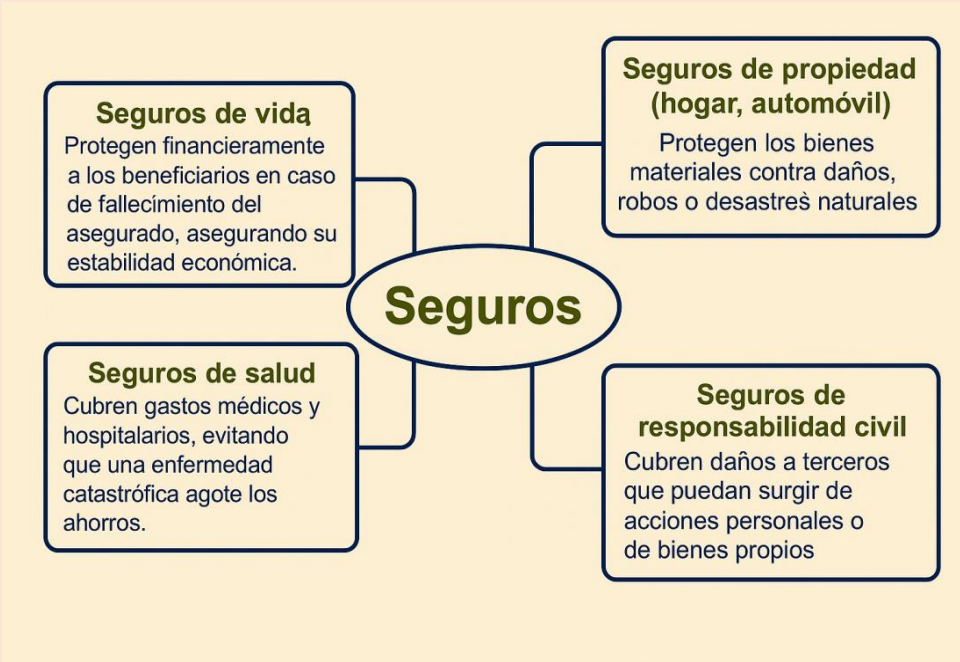 Seguros de vida
Protegen financieramente
a los beneficiarios en caso
de fallecimiento del
asegurado, asegurando su
estabilidad económica.
Seguros de propiedad
(hogar, automóvil)
Protegen los bienes
materiales contra daños,
robos o desastres naturales
Seguros
Seguros de salud
Cubren gastos médicos y
hospitalarios, evitando
que una enfermedad
catastrófica agote los
ahorros.
Seguros de
responsabilidad civil
Cubren daños a terceros
que puedan surgir de
acciones personales o
de bienes propios